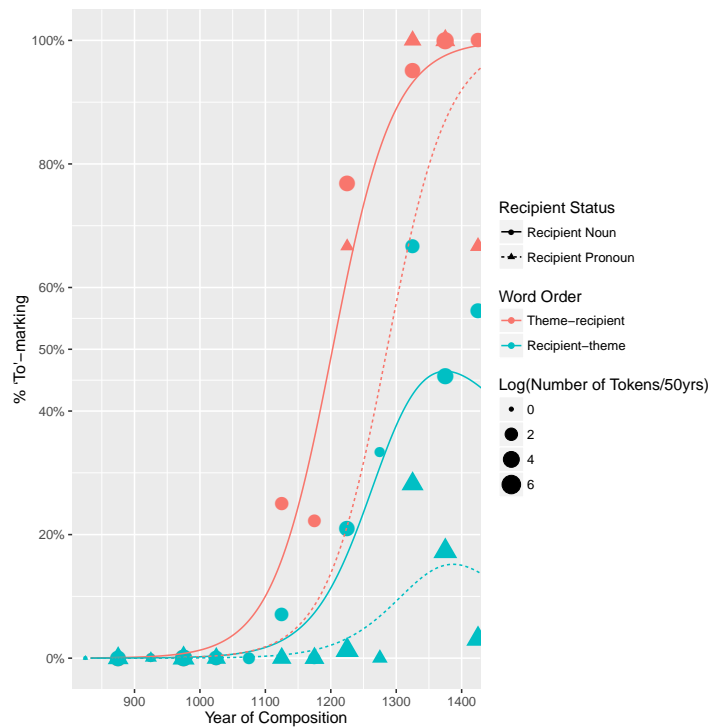 % 'To'−marking
100%
80%
60%
50%
40%
20%
0%
900
1000
1100
1200
1300
1400
Year of Composition
Recipient Status
Recipient Noun
Recipient Pronoun
Word Order
Theme−recipient
Recipient−theme
Log(Number of Tokens/50yrs)
0
2
4
6